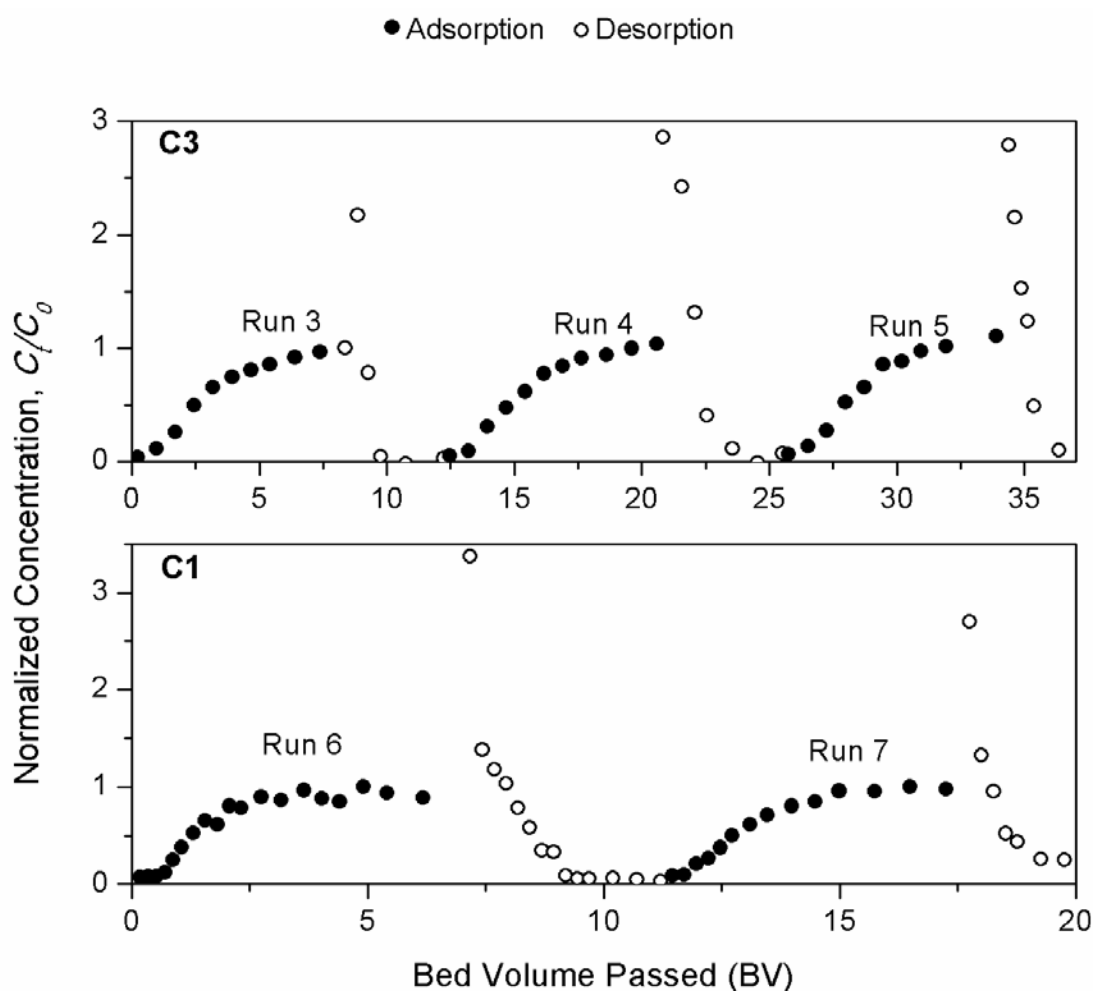 ● Adsorption ○ Desorption
Normalized Concentration, Cₜ/C₀
C3
3
2
1
0
Run 3
Run 4
Run 5
0 5 10 15 20 25 30 35
C1
3
2
1
0
Run 6
Run 7
0 5 10 15 20
Bed Volume Passed (BV)